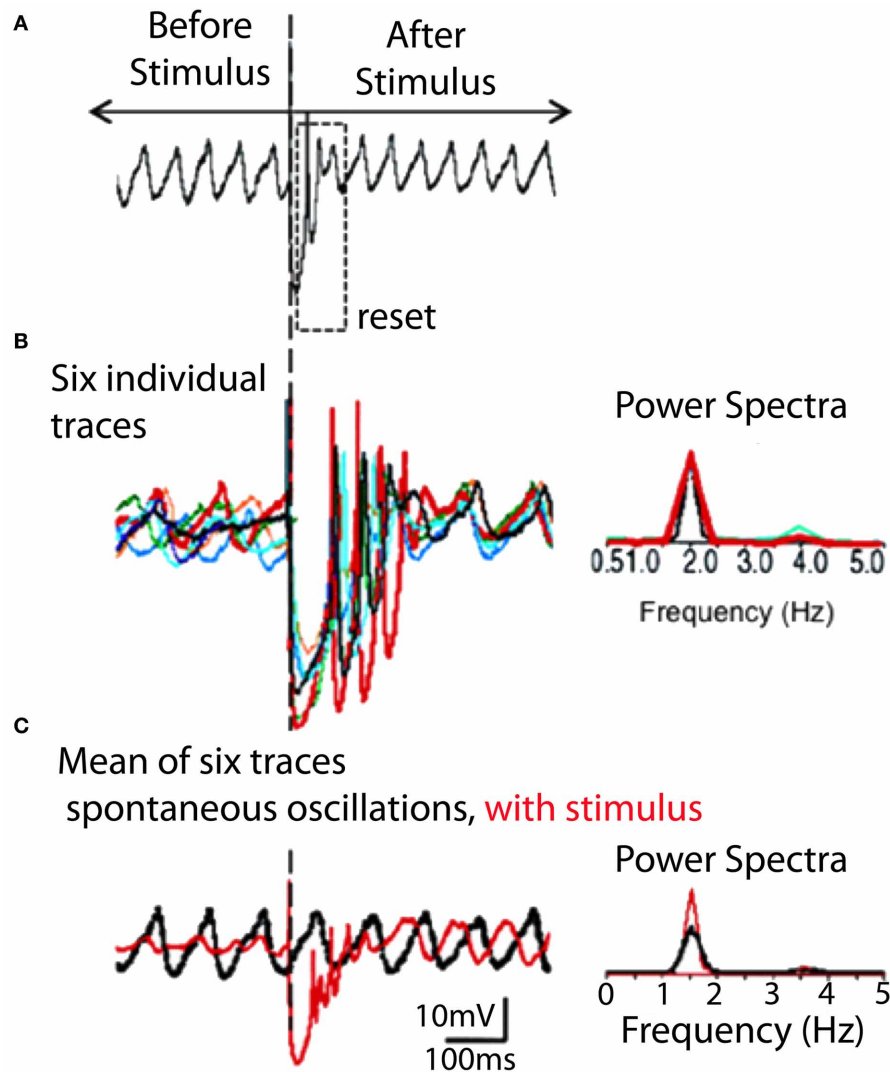 A
Before
Stimulus
After
Stimulus
reset
B
Six individual
traces
Power Spectra
0.51.0 2.0 3.0 4.0 5.0
Frequency (Hz)
C
Mean of six traces
spontaneous oscillations, with stimulus
Power Spectra
10mV
100ms
0 1 2 3 4 5
Frequency (Hz)